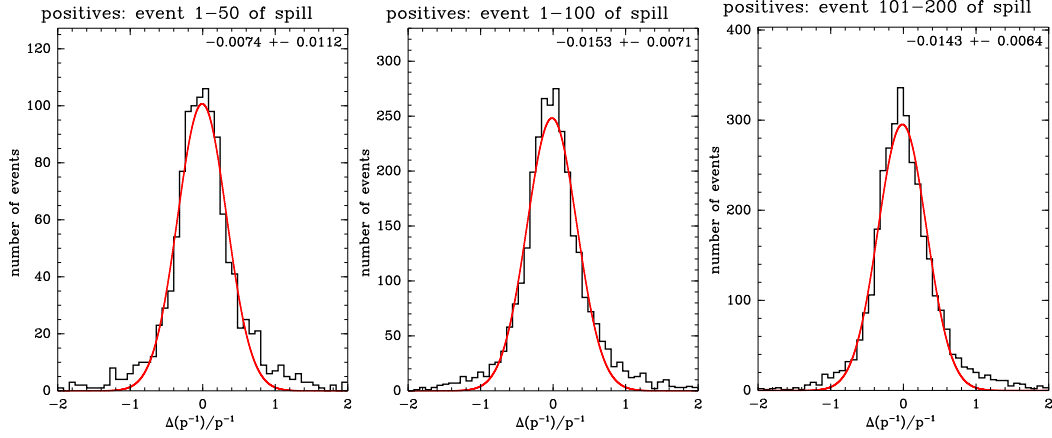 positives: event 1−50 of spill
−0.0074 +− 0.0112
number of events
120
100
80
60
40
20
0
−2 −1 0 1 2
Δ(p⁻¹)/p⁻¹
positives: event 1−100 of spill
−0.0153 +− 0.0071
number of events
300
250
200
150
100
50
0
−2 −1 0 1 2
Δ(p⁻¹)/p⁻¹
positives: event 101−200 of spill
−0.0143 +− 0.0064
number of events
400
300
200
100
0
−2 −1 0 1 2
Δ(p⁻¹)/p⁻¹